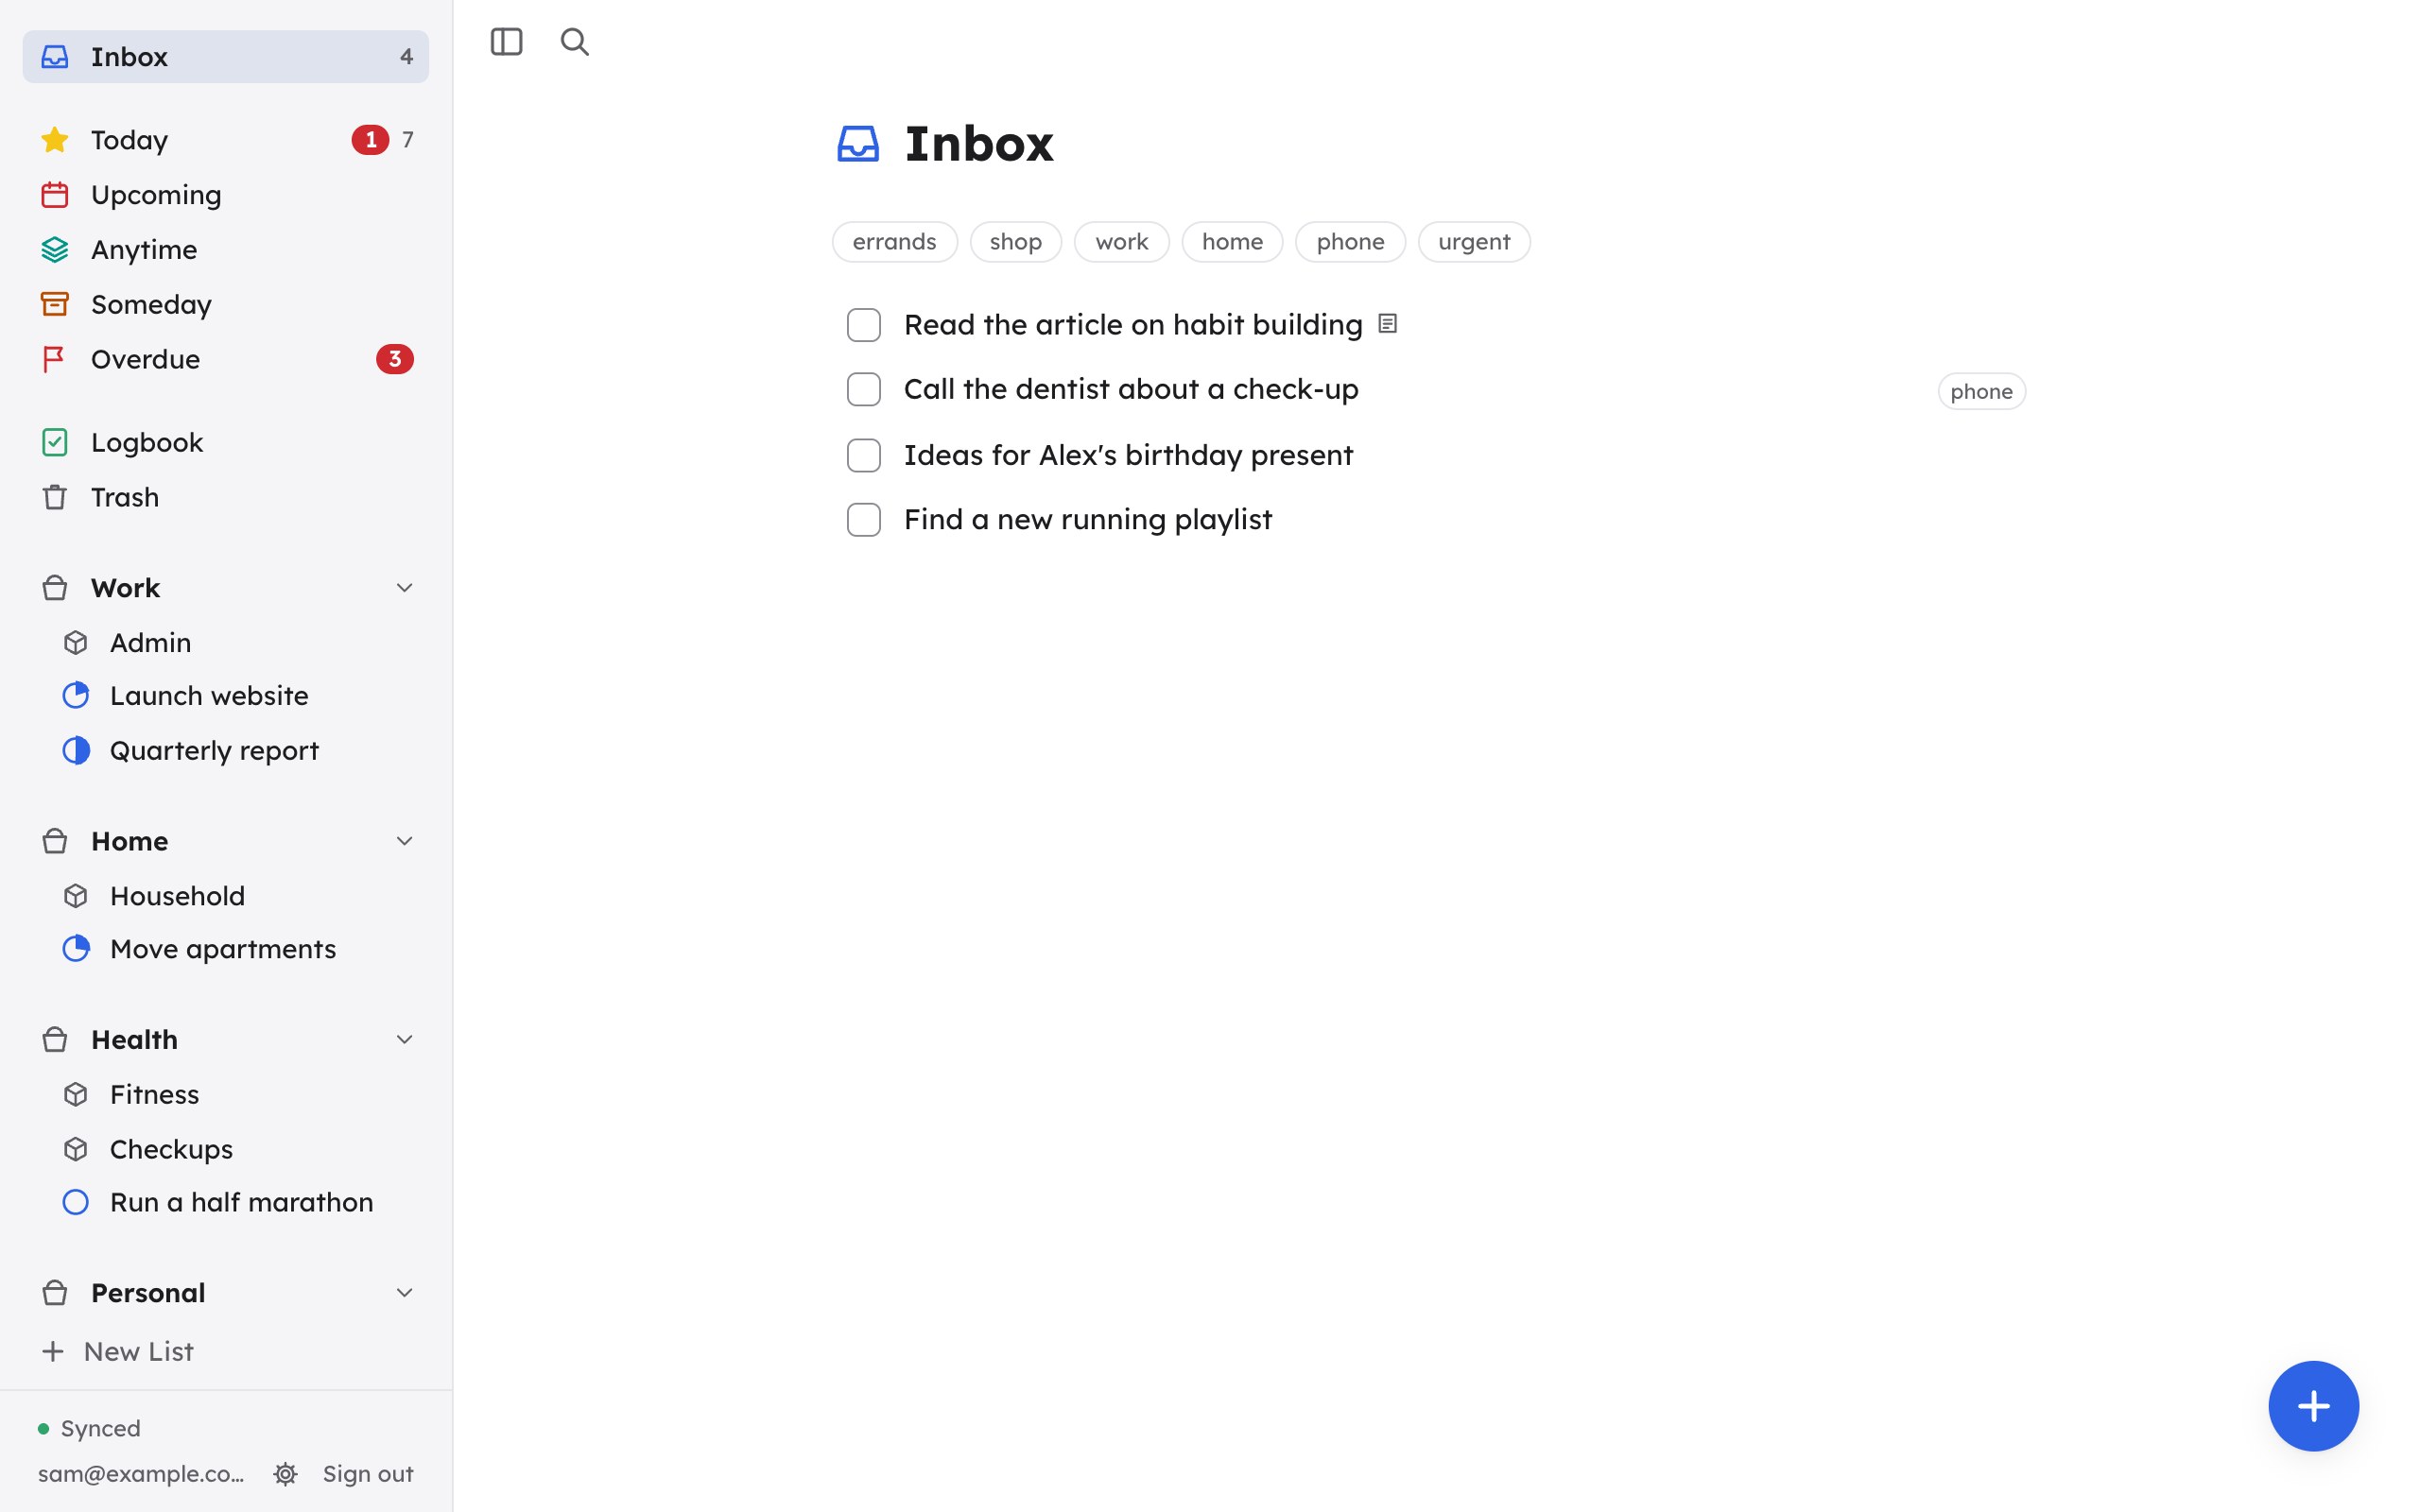 Inbox 4
Today 1 7
Upcoming
Anytime
Someday
Overdue 3
Logbook
Trash
Work
Admin
Launch website
Quarterly report
Home
Household
Move apartments
Health
Fitness
Checkups
Run a half marathon
Personal
New List
Synced
sam@example.co... Sign out
Inbox
errands shop work home phone urgent
Read the article on habit building
Call the dentist about a check-up phone
Ideas for Alex's birthday present
Find a new running playlist